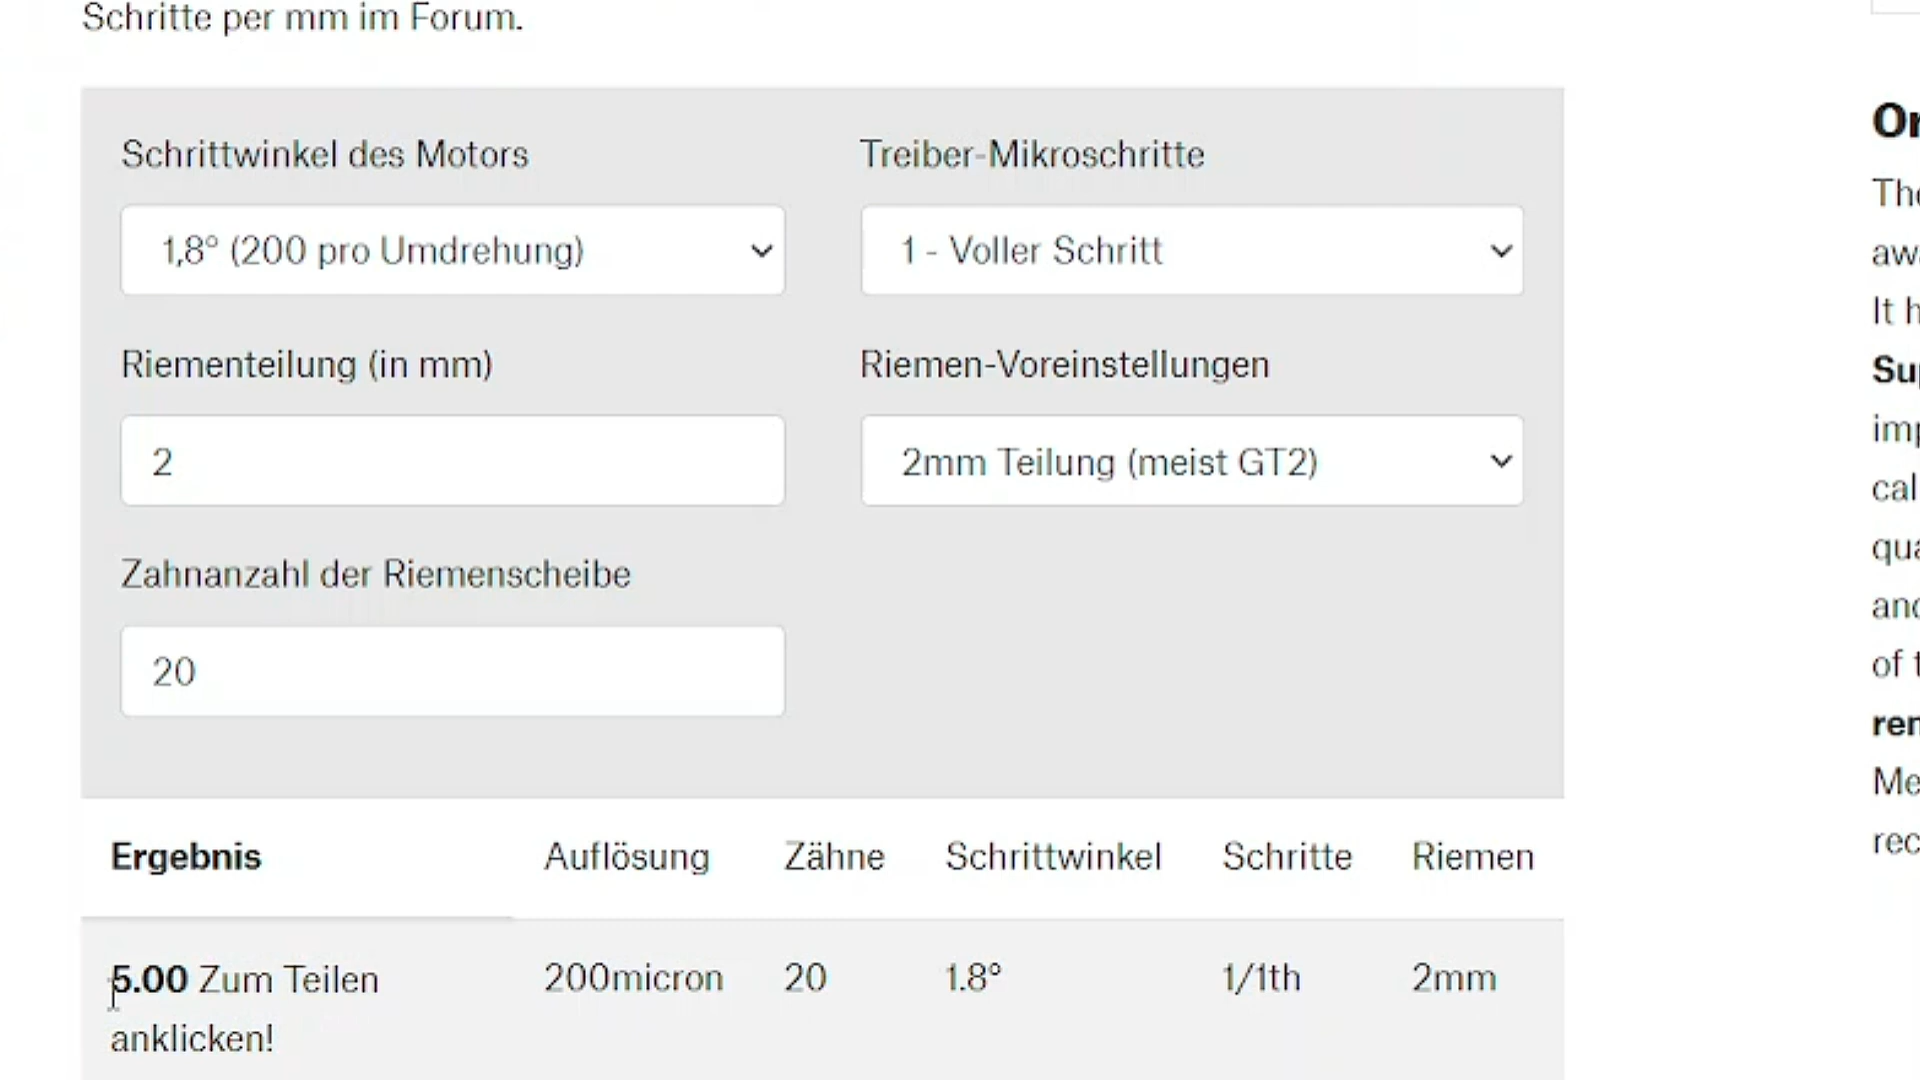 Schritte per mm im Forum.
Schrittwinkel des Motors
Treiber-Mikroschritte
1,8° (200 pro Umdrehung)
1 - Voller Schritt
Riementeilung (in mm)
Riemen-Voreinstellungen
2
2mm Teilung (meist GT2)
Zahnanzahl der Riemenscheibe
20
Ergebnis Auflösung Zähne Schrittwinkel Schritte Riemen
5.00 Zum Teilen 200micron 20 1.8° 1/1th 2mm
anklicken!
It
of